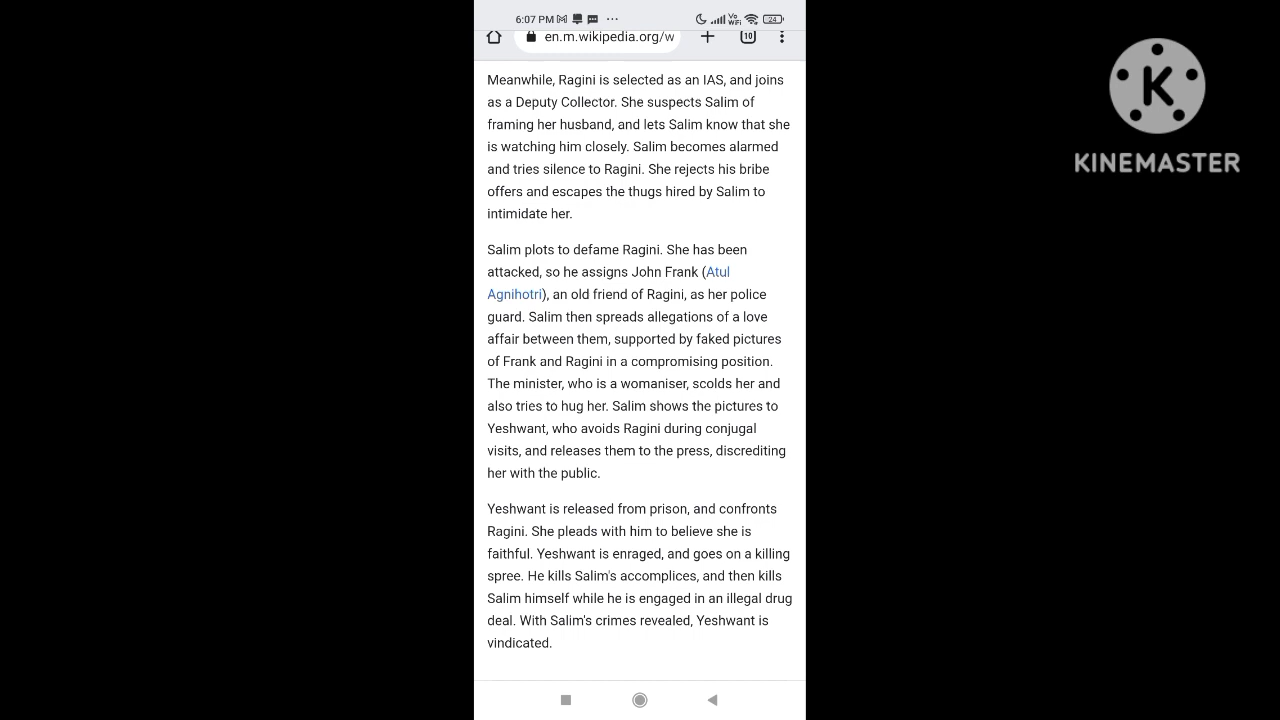 6:07 PM
Vo
WiFi
24
en.m.wikipedia.org/w
10
K
KINEMASTER
Meanwhile, Ragini is selected as an IAS, and joins
as a Deputy Collector. She suspects Salim of
framing her husband, and lets Salim know that she
is watching him closely. Salim becomes alarmed
and tries silence to Ragini. She rejects his bribe
offers and escapes the thugs hired by Salim to
intimidate her.
Salim plots to defame Ragini. She has been
attacked, so he assigns John Frank (Atul
Agnihotri), an old friend of Ragini, as her police
guard. Salim then spreads allegations of a love
affair between them, supported by faked pictures
of Frank and Ragini in a compromising position.
The minister, who is a womaniser, scolds her and
also tries to hug her. Salim shows the pictures to
Yeshwant, who avoids Ragini during conjugal
visits, and releases them to the press, discrediting
her with the public.
Yeshwant is released from prison, and confronts
Ragini. She pleads with him to believe she is
faithful. Yeshwant is enraged, and goes on a killing
spree. He kills Salim's accomplices, and then kills
Salim himself while he is engaged in an illegal drug
deal. With Salim's crimes revealed, Yeshwant is
vindicated.